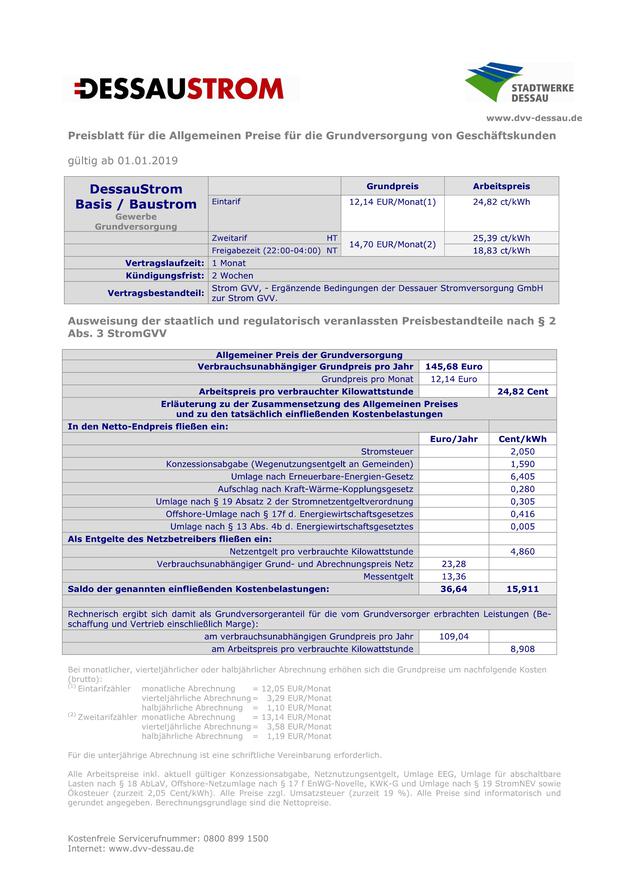 DESSAUSTROM
STADTWERKE
DESSAU
www.dvv-dessau.de
Preisblatt für die Allgemeinen Preise für die Grundversorgung von Geschäftskunden
gültig ab 01.01.2019
DessauStrom
Basis / Baustrom
Gewerbe
Grundversorgung
Grundpreis Arbeitspreis
Eintarif 12,14 EUR/Monat(1) 24,82 ct/kWh
Zweitarif HT 14,70 EUR/Monat(2) 25,39 ct/kWh
Freigabezeit (22:00-04:00) NT 18,83 ct/kWh
Vertragslaufzeit: 1 Monat
Kündigungsfrist: 2 Wochen
Vertragsbestandteil: Strom GVV, - Ergänzende Bedingungen der Dessauer Stromversorgung GmbH
zur Strom GVV.
Ausweisung der staatlich und regulatorisch veranlassten Preisbestandteile nach § 2
Abs. 3 StromGVV
Allgemeiner Preis der Grundversorgung
Verbrauchsunabhängiger Grundpreis pro Jahr 145,68 Euro
Grundpreis pro Monat 12,14 Euro
Arbeitspreis pro verbrauchter Kilowattstunde 24,82 Cent
Erläuterung zu der Zusammensetzung des Allgemeinen Preises
und zu den tatsächlich einfließenden Kostenbelastungen
In den Netto-Endpreis fließen ein:
Euro/Jahr Cent/kWh
Stromsteuer 2,050
Konzessionsabgabe (Wegenutzungsentgelt an Gemeinden) 1,590
Umlage nach Erneuerbare-Energien-Gesetz 6,405
Aufschlag nach Kraft-Wärme-Kopplungsgesetz 0,280
Umlage nach § 19 Absatz 2 der Stromnetzentgeltverordnung 0,305
Offshore-Umlage nach § 17f d. Energiewirtschaftsgesetzes 0,416
Umlage nach § 13 Abs. 4b d. Energiewirtschaftsgesetztes 0,005
Als Entgelte des Netzbetreibers fließen ein:
Netzentgelt pro verbrauchte Kilowattstunde 4,860
Verbrauchsunabhängiger Grund- und Abrechnungspreis Netz 23,28
Messentgelt 13,36
Saldo der genannten einfließenden Kostenbelastungen: 36,64 15,911
Rechnerisch ergibt sich damit als Grundversorgeranteil für die vom Grundversorger erbrachten Leistungen (Be-
schaffung und Vertrieb einschließlich Marge):
am verbrauchsunabhängigen Grundpreis pro Jahr 109,04
am Arbeitspreis pro verbrauchte Kilowattstunde 8,908
Bei monatlicher, vierteljährlicher oder halbjährlicher Abrechnung erhöhen sich die Grundpreise um nachfolgende Kosten
(brutto):
(1) Eintarifzähler monatliche Abrechnung = 12,05 EUR/Monat
vierteljährliche Abrechnung = 3,29 EUR/Monat
halbjährliche Abrechnung = 1,10 EUR/Monat
(2) Zweitarifzähler monatliche Abrechnung = 13,14 EUR/Monat
vierteljährliche Abrechnung = 3,58 EUR/Monat
halbjährliche Abrechnung = 1,19 EUR/Monat
Für die unterjährige Abrechnung ist eine schriftliche Vereinbarung erforderlich.
Alle Arbeitspreise inkl. aktuell gültiger Konzessionsabgabe, Netznutzungsentgelt, Umlage EEG, Umlage für abschaltbare
Lasten nach § 18 AbLaV, Offshore-Netzumlage nach § 17 f EnWG-Novelle, KWK-G und Umlage nach § 19 StromNEV sowie
Ökosteuer (zurzeit 2,05 Cent/kWh). Alle Preise zzgl. Umsatzsteuer (zurzeit 19 %). Alle Preise sind informatorisch und
gerundet angegeben. Berechnungsgrundlage sind die Nettopreise.
Kostenfreie Servicerufnummer: 0800 899 1500
Internet: www.dvv-dessau.de